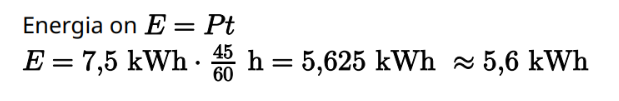 Energia on E = Pt
E = 7,5 kWh · 45/60 h = 5,625 kWh ≈ 5,6 kWh